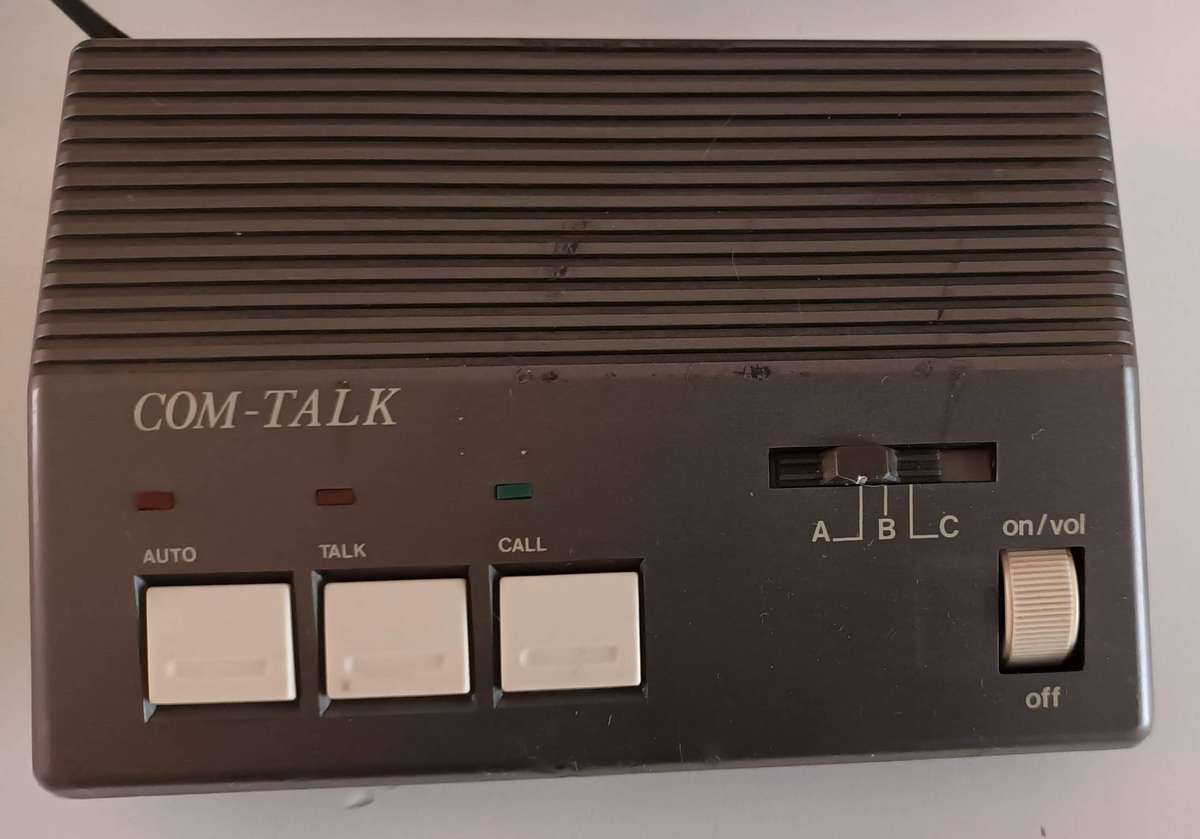 COM-TALK
AUTO TALK CALL
A B C
on/vol
off